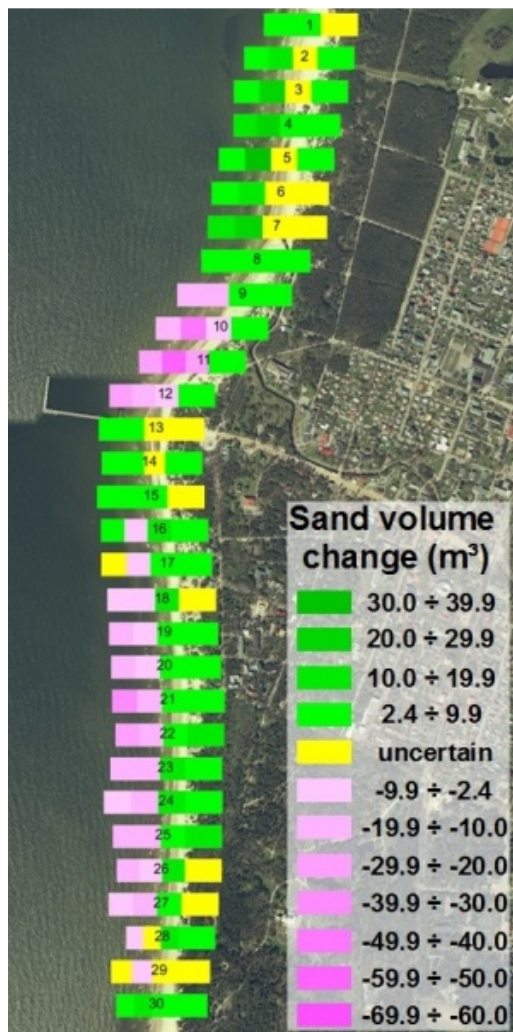 1
2
3
4
5
6
7
8
9
10
11
12
13
14
15
16
17
18
19
20
21
22
23
24
25
26
27
28
29
30
Sand volume
change (m³)
30.0 ÷ 39.9
20.0 ÷ 29.9
10.0 ÷ 19.9
2.4 ÷ 9.9
uncertain
-9.9 ÷ -2.4
-19.9 ÷ -10.0
-29.9 ÷ -20.0
-39.9 ÷ -30.0
-49.9 ÷ -40.0
-59.9 ÷ -50.0
-69.9 ÷ -60.0